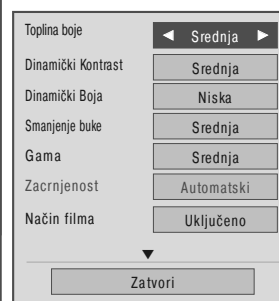 Toplina boje ◀ Srednja ▶
Dinamički Kontrast Srednja
Dinamički Boja Niska
Smanjenje buke Srednja
Gama Srednja
Zacrnjenost Automatski
Način filma Uključeno
▼
Zatvori